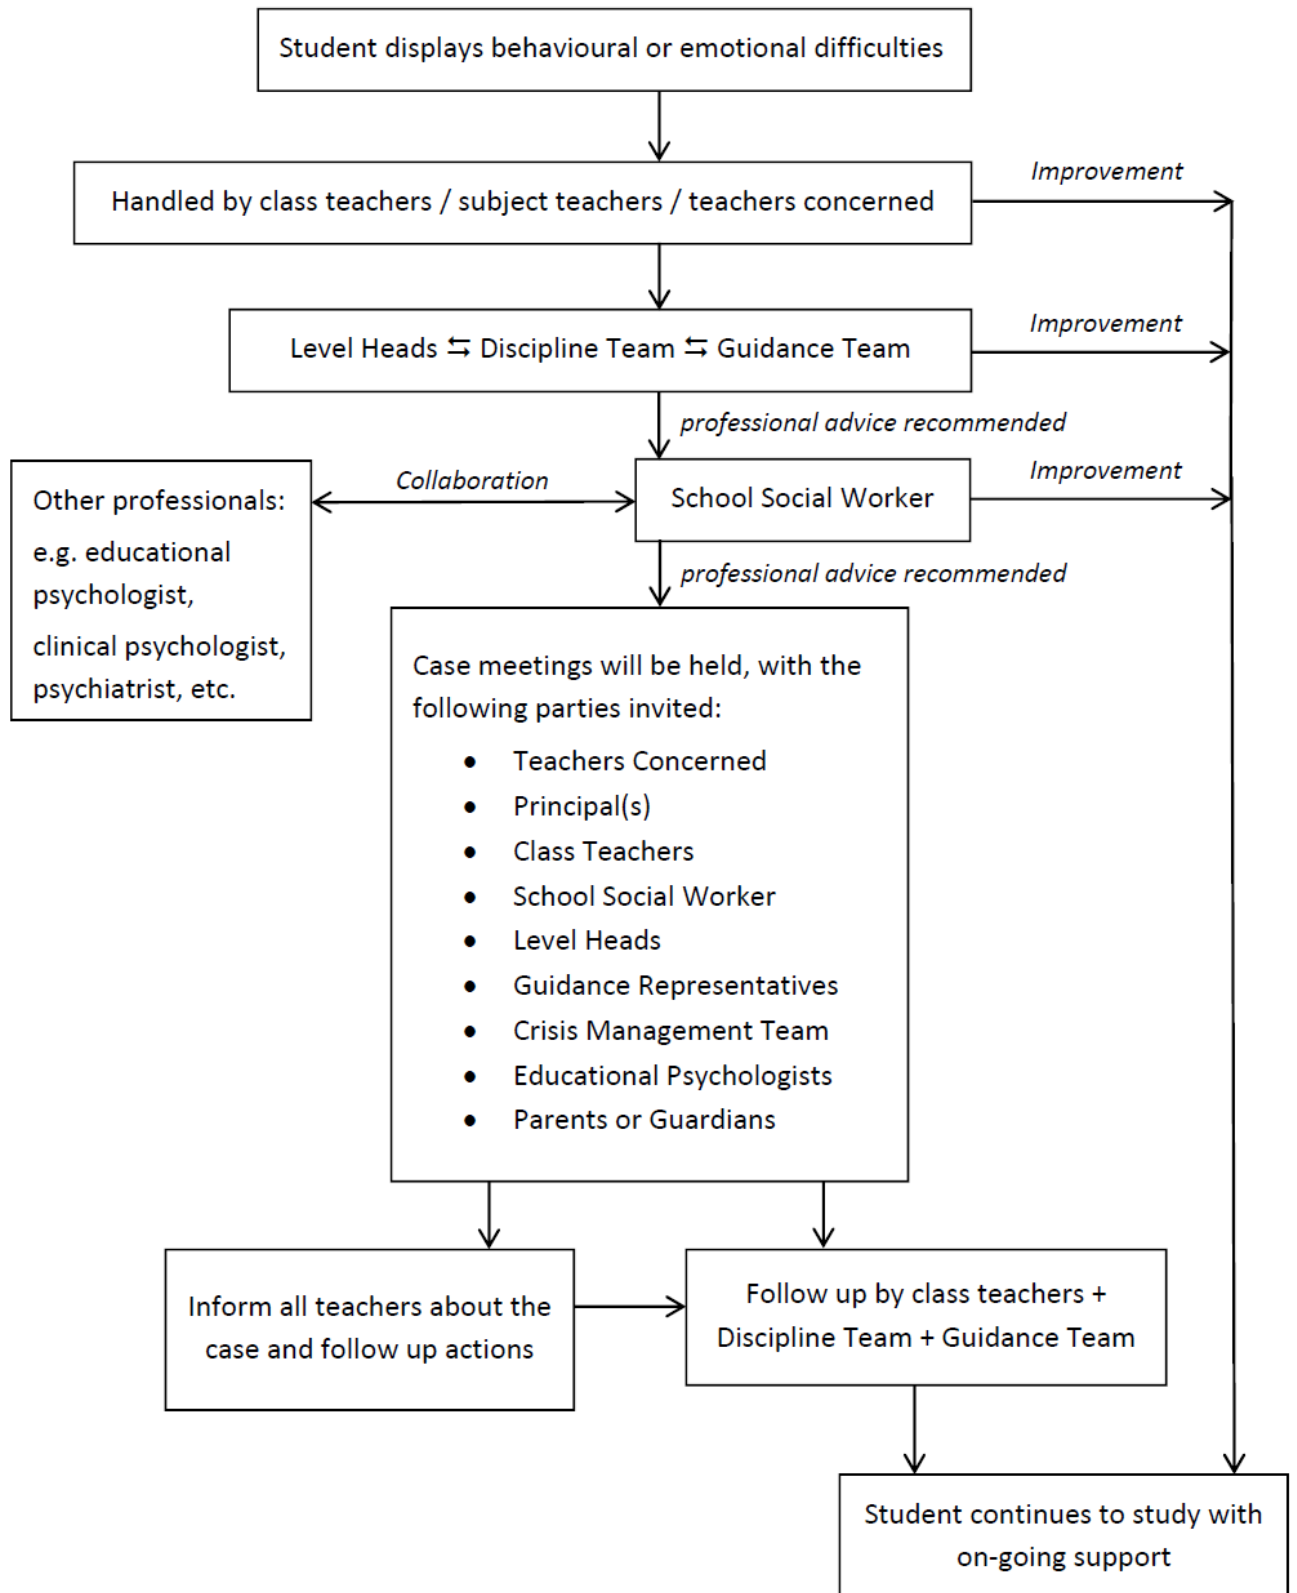 Student displays behavioural or emotional difficulties
Handled by class teachers / subject teachers / teachers concerned
Improvement
Level Heads ⇆ Discipline Team ⇆ Guidance Team
Improvement
professional advice recommended
Other professionals:
e.g. educational
psychologist,
clinical psychologist,
psychiatrist, etc.
Collaboration
School Social Worker
Improvement
professional advice recommended
Case meetings will be held, with the
following parties invited:
• Teachers Concerned
• Principal(s)
• Class Teachers
• School Social Worker
• Level Heads
• Guidance Representatives
• Crisis Management Team
• Educational Psychologists
• Parents or Guardians
Inform all teachers about the
case and follow up actions
Follow up by class teachers +
Discipline Team + Guidance Team
Student continues to study with
on-going support